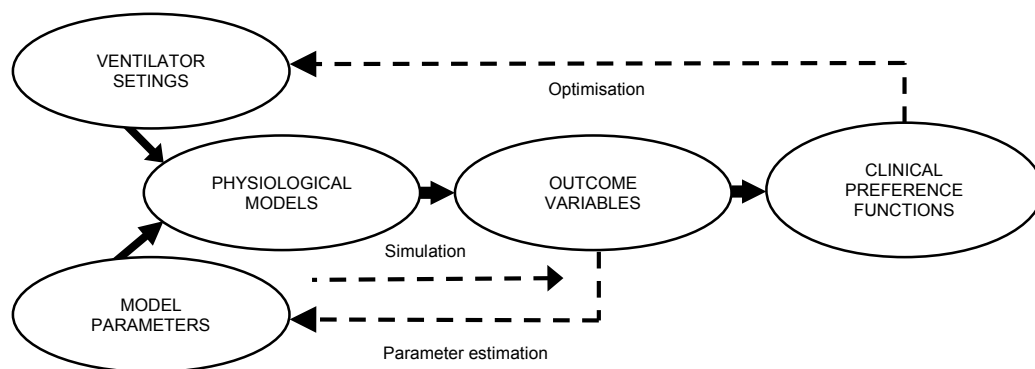 VENTILATOR
SETINGS
Optimisation
PHYSIOLOGICAL
MODELS
OUTCOME
VARIABLES
CLINICAL
PREFERENCE
FUNCTIONS
Simulation
MODEL
PARAMETERS
Parameter estimation